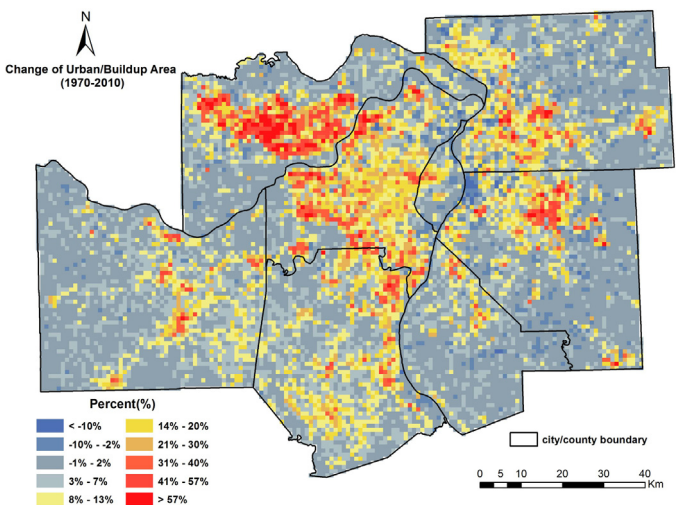 N
Change of Urban/Buildup Area
(1970-2010)
Percent(%)
< -10%
-10% - -2%
-1% - 2%
3% - 7%
8% - 13%
14% - 20%
21% - 30%
31% - 40%
41% - 57%
> 57%
city/county boundary
0 5 10 20 30 40
Km